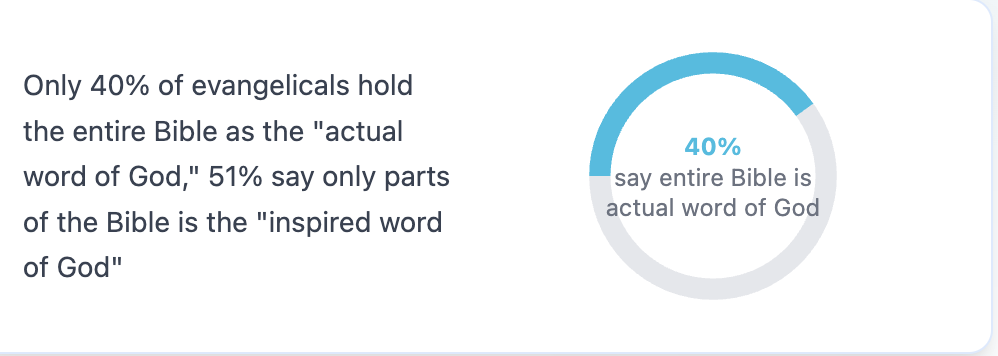 Only 40% of evangelicals hold
the entire Bible as the "actual
word of God," 51% say only parts
of the Bible is the "inspired word
of God"
40%
say entire Bible is
actual word of God